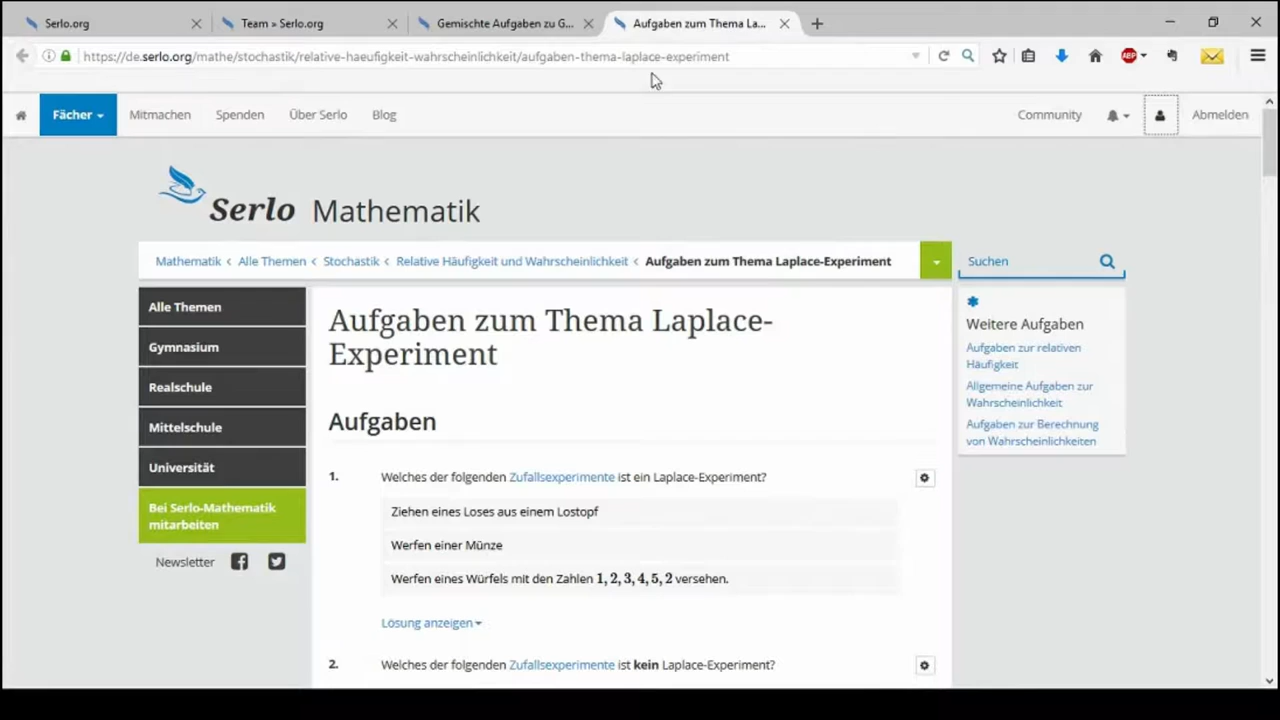 Serlo.org
Team » Serlo.org
Gemischte Aufgaben zu G...
Aufgaben zum Thema La...
https://de.serlo.org/mathe/stochastik/relative-haeufigkeit-wahrscheinlichkeit/aufgaben-thema-laplace-experiment
ABP
Fächer
Mitmachen
Spenden
Über Serlo
Blog
Community
Abmelden
Serlo Mathematik
Mathematik < Alle Themen < Stochastik < Relative Häufigkeit und Wahrscheinlichkeit < Aufgaben zum Thema Laplace-Experiment
Suchen
Alle Themen
Gymnasium
Realschule
Mittelschule
Universität
Bei Serlo-Mathematik
mitarbeiten
Newsletter
Aufgaben zum Thema Laplace-
Experiment
Aufgaben
1. Welches der folgenden Zufallsexperimente ist ein Laplace-Experiment?
Ziehen eines Loses aus einem Lostopf
Werfen einer Münze
Werfen eines Würfels mit den Zahlen 1, 2, 3, 4, 5, 2 versehen.
Lösung anzeigen
2. Welches der folgenden Zufallsexperimente ist kein Laplace-Experiment?
Weitere Aufgaben
Aufgaben zur relativen
Häufigkeit
Allgemeine Aufgaben zur
Wahrscheinlichkeit
Aufgaben zur Berechnung
von Wahrscheinlichkeiten